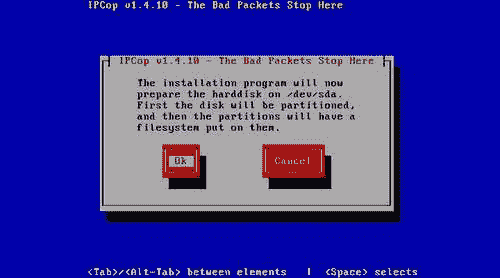 IPCop v1.4.10 - The Bad Packets Stop Here
IPCop v1.4.10 - The Bad Packets Stop Here
The installation program will now
prepare the harddisk on /dev/sda.
First the disk will be partitioned,
and then the partitions will have a
filesystem put on them.
Ok Cancel
<Tab>/<Alt-Tab> between elements | <Space> selects